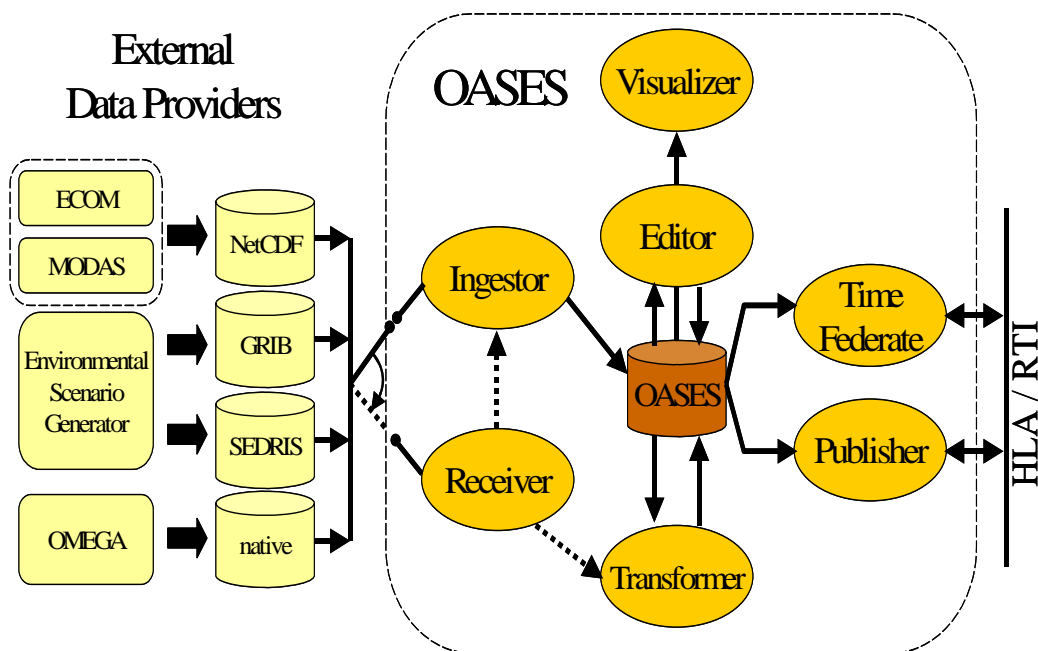 External
Data Providers
ECOM
MODAS
Environmental
Scenario
Generator
OMEGA
NetCDF
GRIB
SEDRIS
native
OASES
Visualizer
Editor
Ingestor
Receiver
OASES
Transformer
Time
Federate
Publisher
HLA / RTI